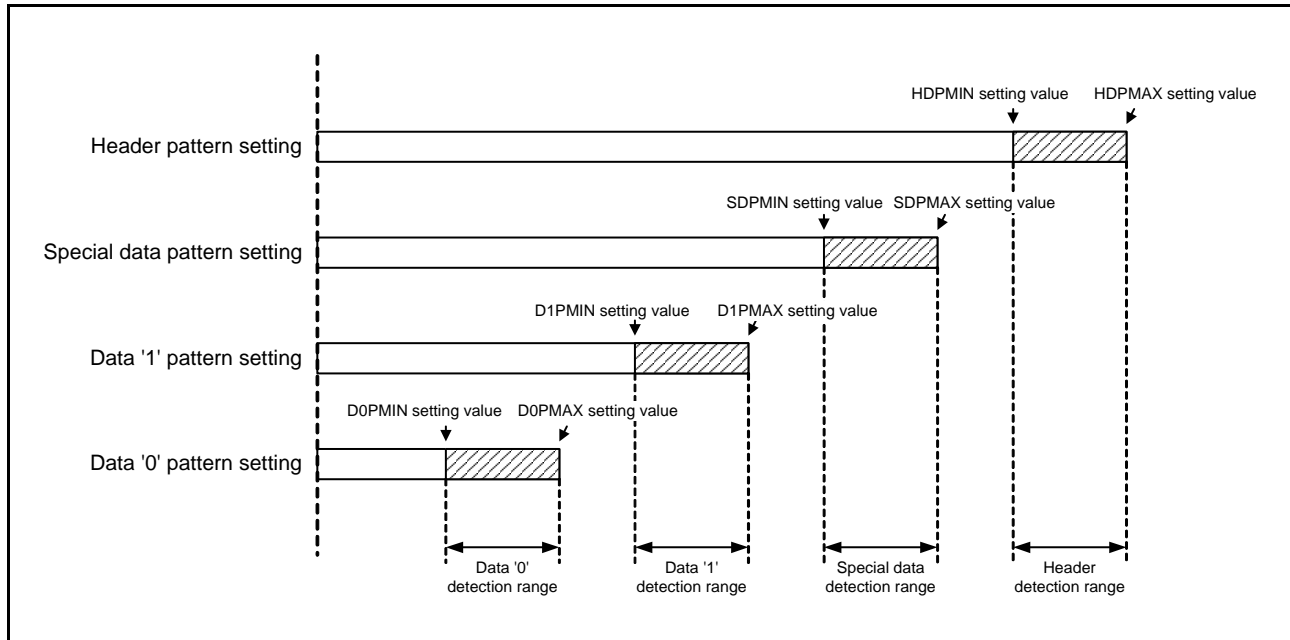 HDPMIN setting value HDPMAX setting value
Header pattern setting
SDPMIN setting value SDPMAX setting value
Special data pattern setting
D1PMIN setting value D1PMAX setting value
Data '1' pattern setting
D0PMIN setting value D0PMAX setting value
Data '0' pattern setting
Data '0'
detection range
Data '1'
detection range
Special data
detection range
Header
detection range